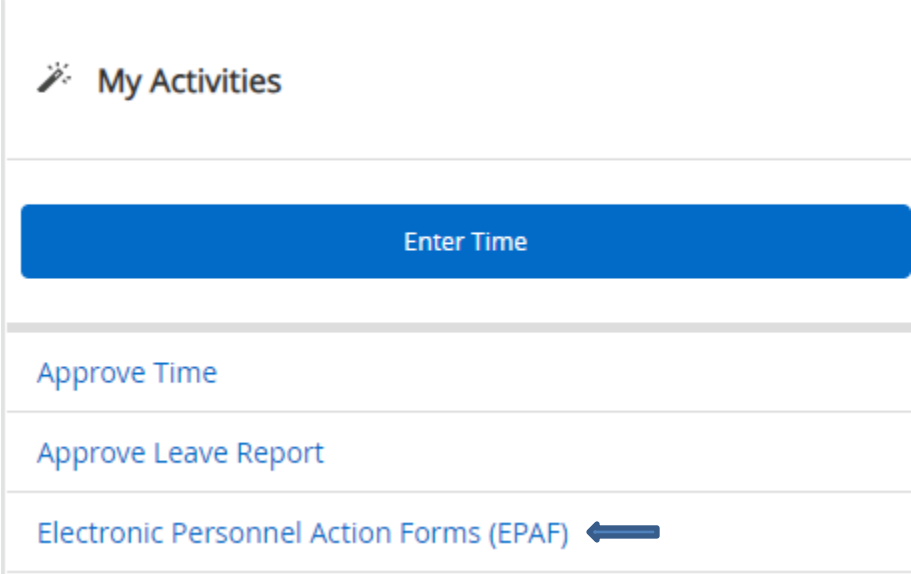 My Activities
Enter Time
Approve Time
Approve Leave Report
Electronic Personnel Action Forms (EPAF)